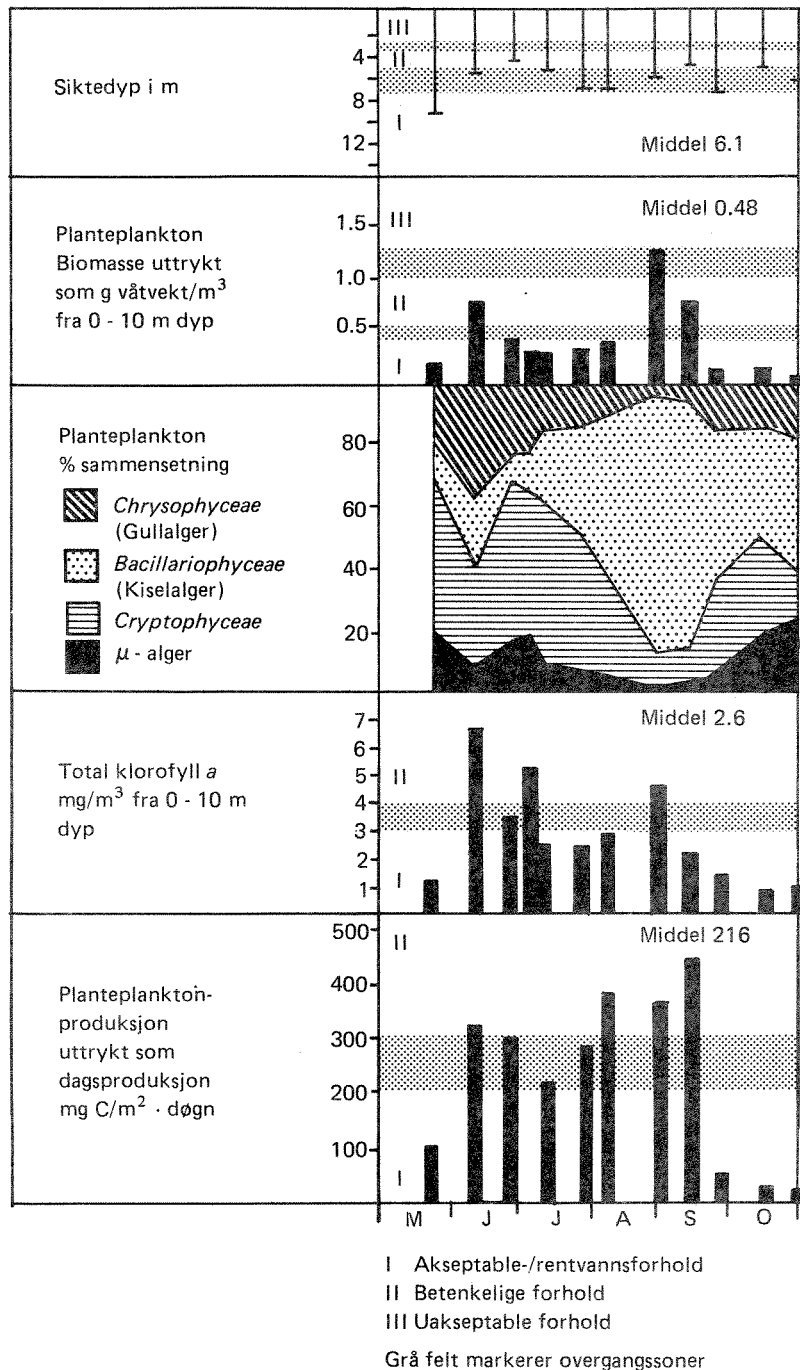 Siktedyp i m
4
8
12
III
II
I
Middel 6.1
Planteplankton
Biomasse uttrykt
som g våtvekt/m³
fra 0 - 10 m dyp
1.5
1.0
0.5
III
II
I
Middel 0.48
Planteplankton
% sammensetning
Chrysophyceae
(Gullalger)
Bacillariophyceae
(Kiselalger)
Cryptophyceae
μ - alger
80
60
40
20
Total klorofyll a
mg/m³ fra 0 - 10 m
dyp
7
6
5
4
3
2
1
II
I
Middel 2.6
Planteplankton-
produksjon
uttrykt som
dagsproduksjon
mg C/m² · døgn
500
400
300
200
100
II
I
Middel 216
M J J A S O
I Akseptable-/rentvannsforhold
II Betenkelige forhold
III Uakseptable forhold
Grå felt markerer overgangssoner